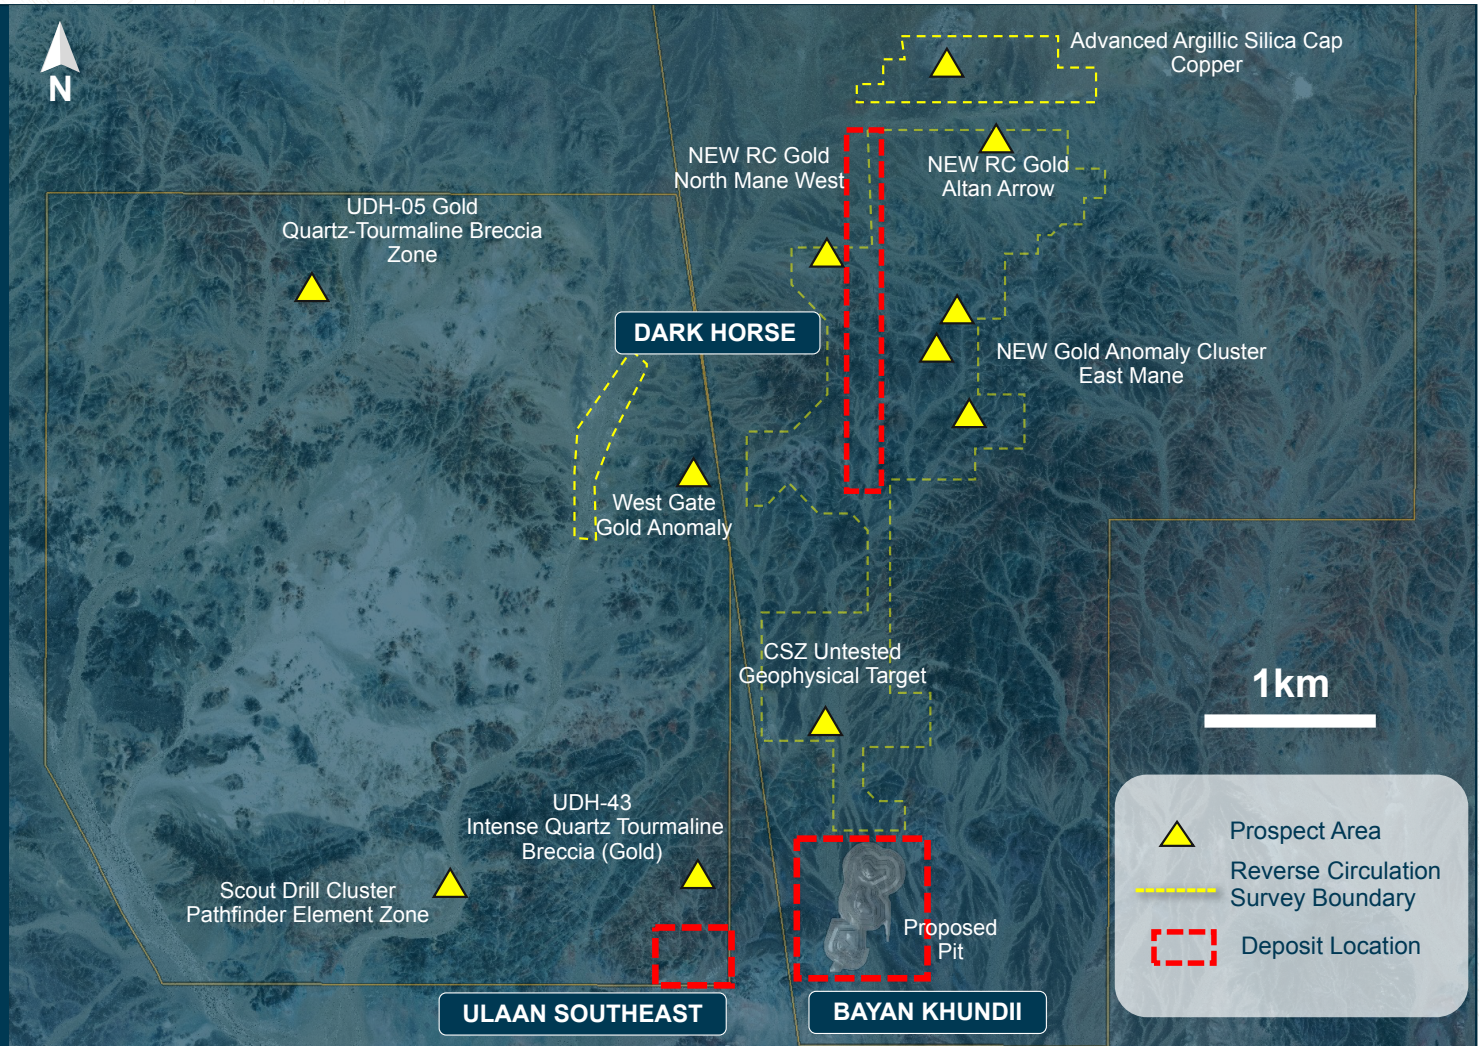 Advanced Argillic Silica Cap
Copper
N
NEW RC Gold
North Mane West
NEW RC Gold
Altan Arrow
UDH-05 Gold
Quartz-Tourmaline Breccia
Zone
DARK HORSE
NEW Gold Anomaly Cluster
East Mane
West Gate
Gold Anomaly
CSZ Untested
Geophysical Target
1km
UDH-43
Intense Quartz Tourmaline
Breccia (Gold)
Scout Drill Cluster
Pathfinder Element Zone
Proposed
Pit
Prospect Area
Reverse Circulation
Survey Boundary
Deposit Location
ULAAN SOUTHEAST
BAYAN KHUNDII